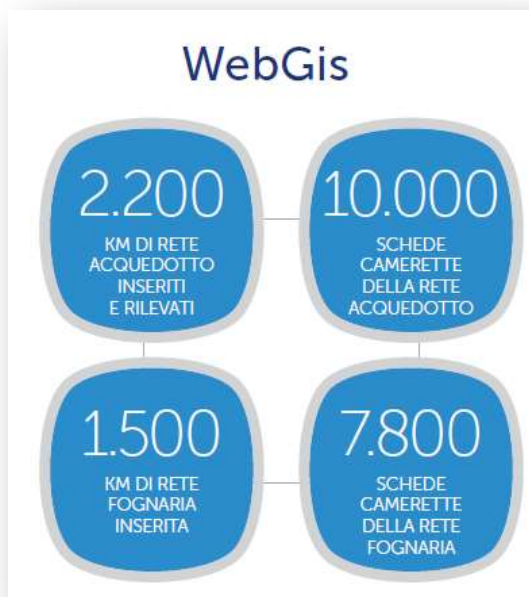 WebGis
2.200
KM DI RETE
ACQUEDOTTO
INSERITI
E RILEVATI
10.000
SCHEDE
CAMERETTE
DELLA RETE
ACQUEDOTTO
1.500
KM DI RETE
FOGNARIA
INSERITA
7.800
SCHEDE
CAMERETTE
DELLA RETE
FOGNARIA